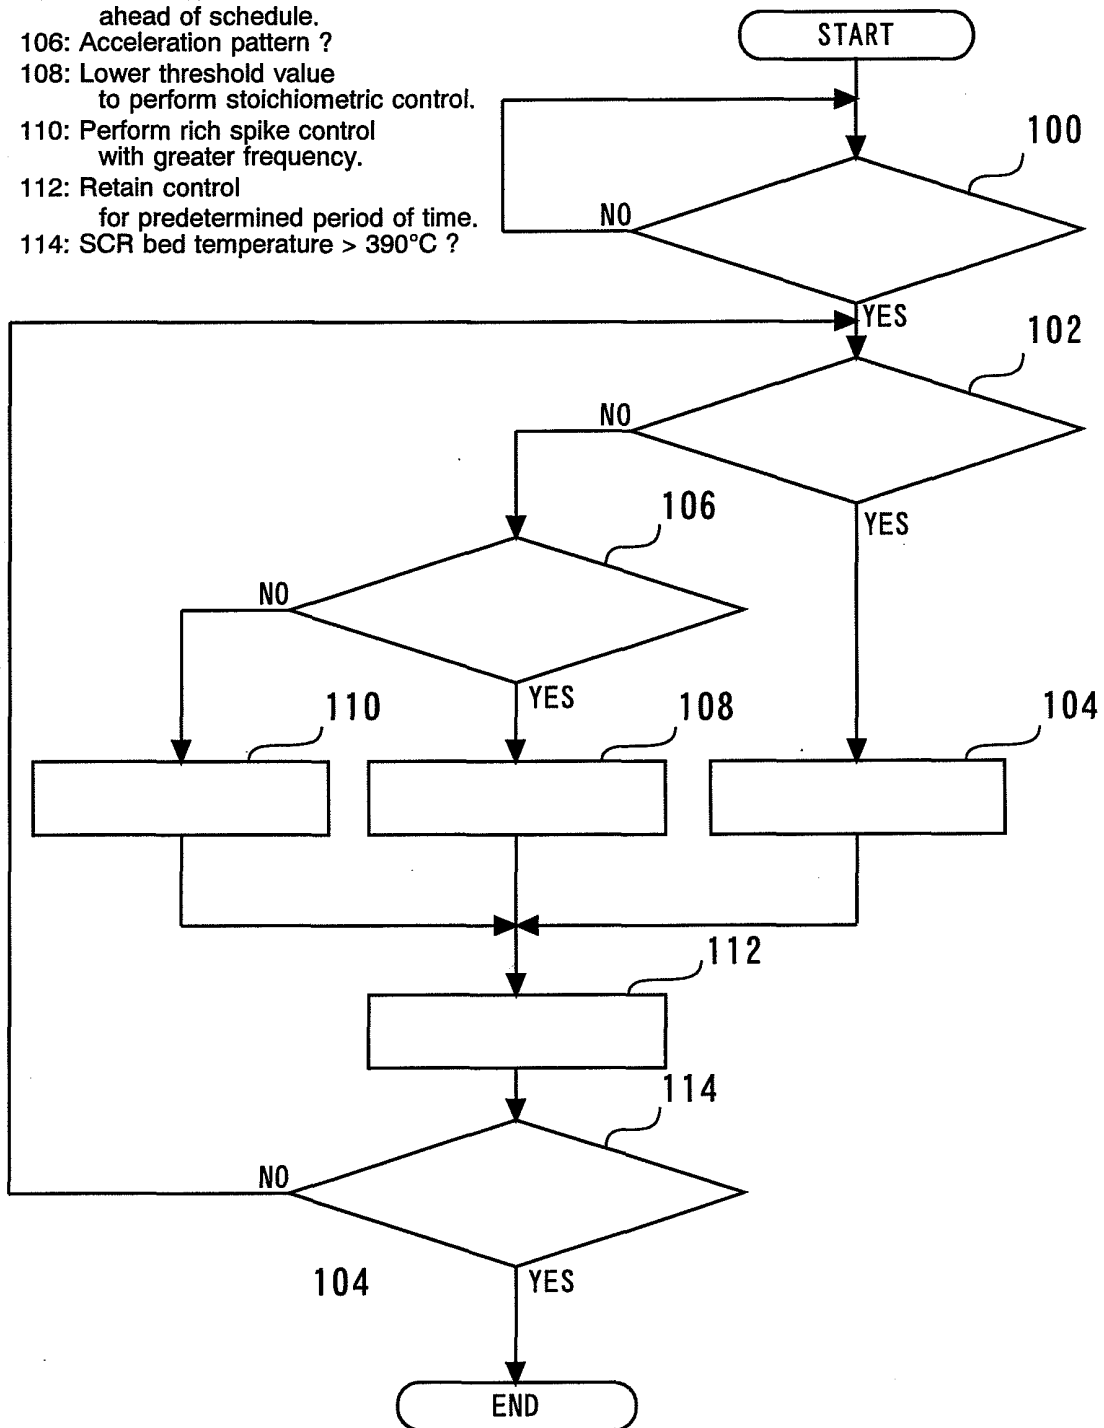 ahead of schedule.
106: Acceleration pattern ?
108: Lower threshold value
to perform stoichiometric control.
110: Perform rich spike control
with greater frequency.
112: Retain control
for predetermined period of time.
114: SCR bed temperature > 390°C ?
START
100
NO
YES
102
NO
YES
106
NO
YES
110
108
104
112
114
NO
104
YES
END